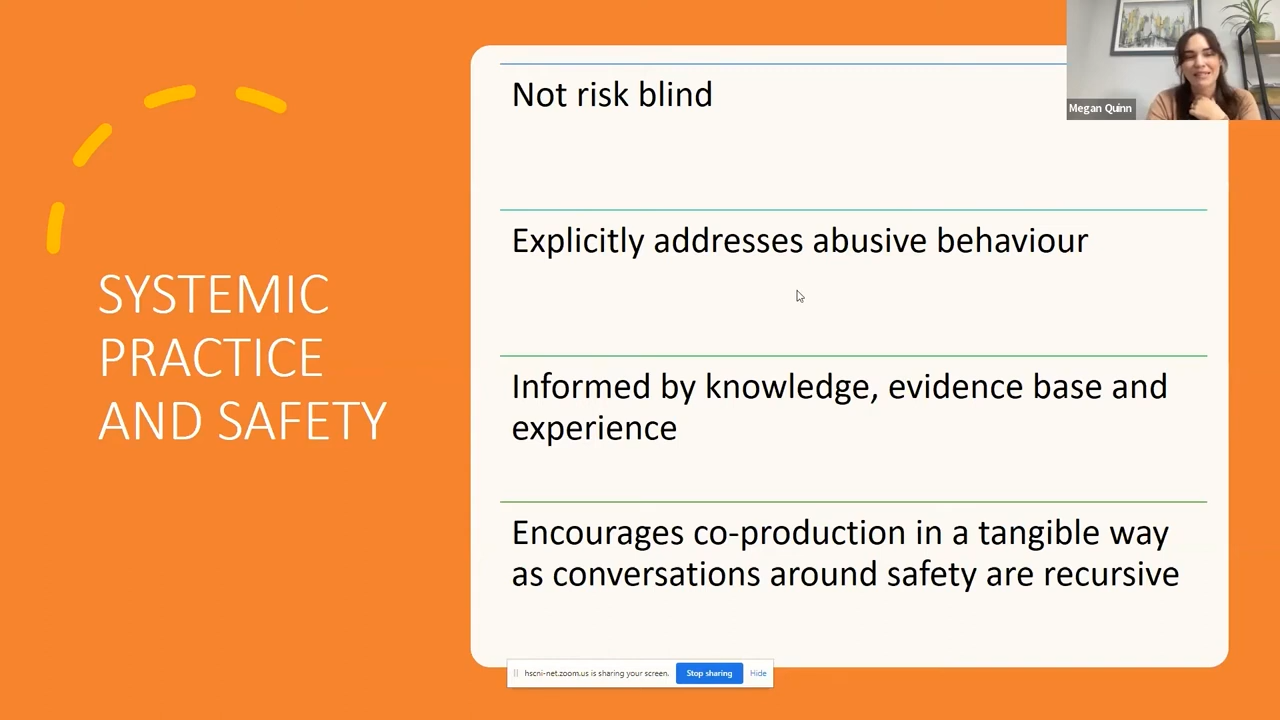 SYSTEMIC
PRACTICE
AND SAFETY
Not risk blind
Explicitly addresses abusive behaviour
Informed by knowledge, evidence base and
experience
Encourages co-production in a tangible way
as conversations around safety are recursive
Megan Quinn
hscni-net.zoom.us is sharing your screen.
Stop sharing
Hide